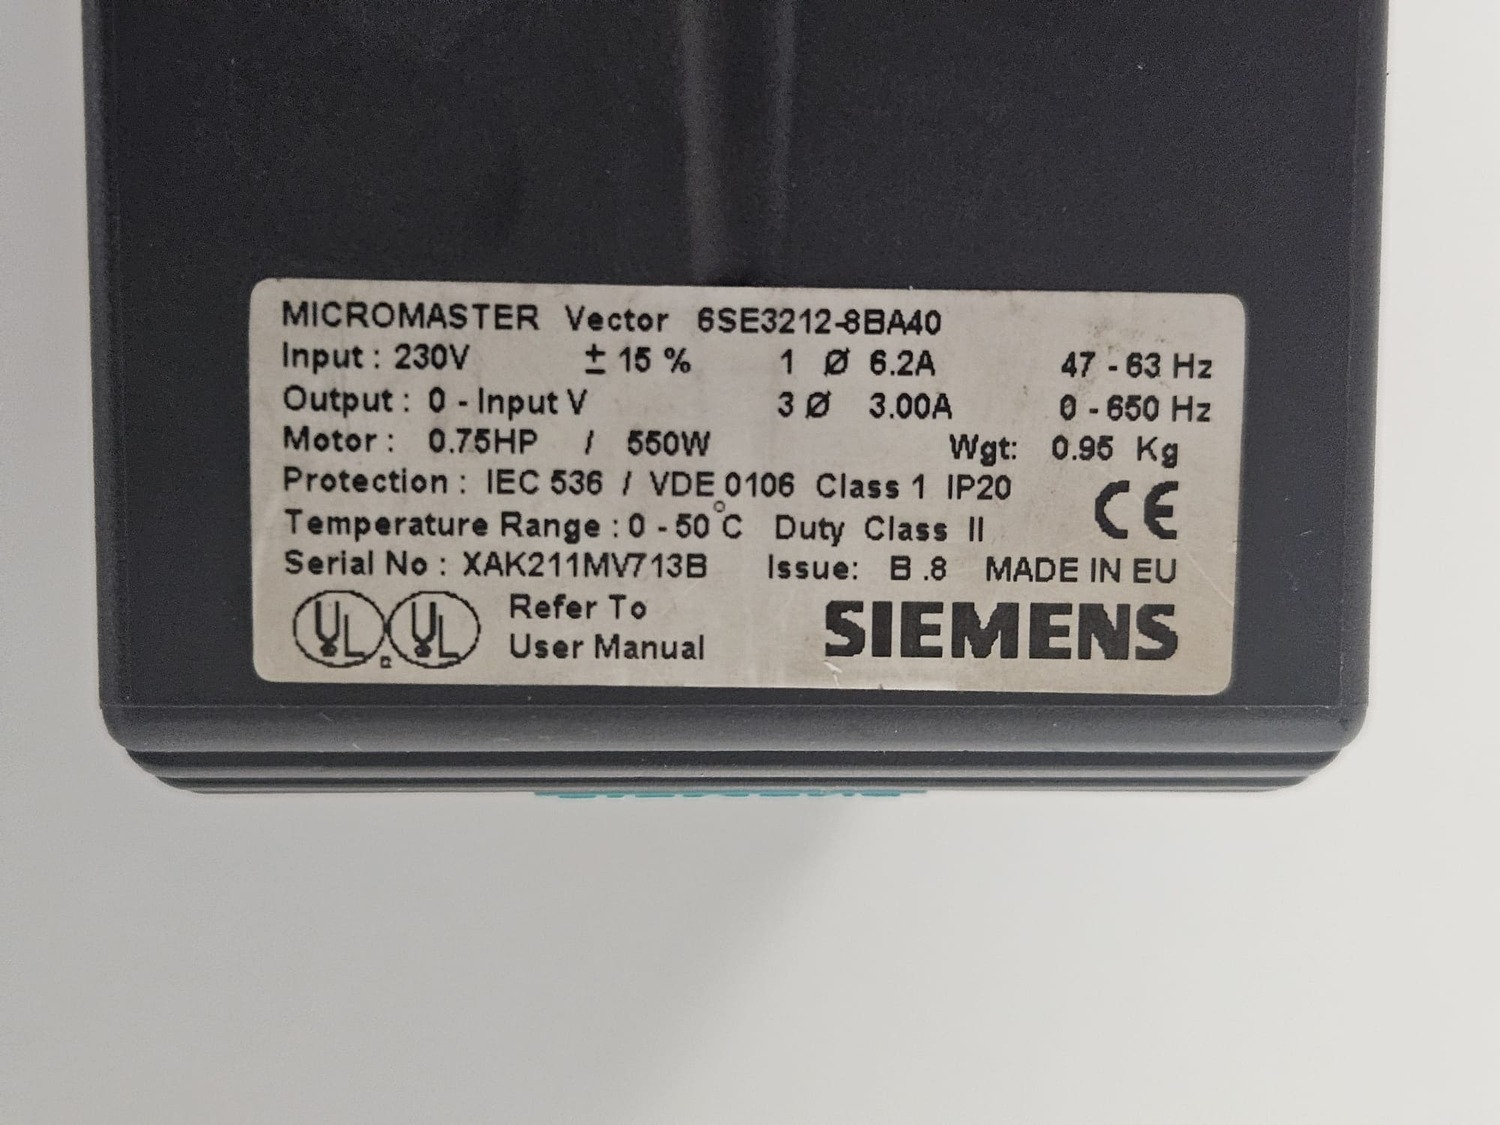 MICROMASTER Vector 6SE3212-8BA40
Input : 230V ± 15 % 1 Ø 6.2A 47 - 63 Hz
Output : 0 - Input V 3 Ø 3.00A 0 - 650 Hz
Motor : 0.75HP / 550W Wgt: 0.95 Kg
Protection : IEC 536 / VDE 0106 Class 1 IP20 CE
Temperature Range : 0 - 50°C Duty Class II
Serial No : XAK211MV713B Issue: B .8 MADE IN EU
UL c UL Refer To
User Manual
SIEMENS